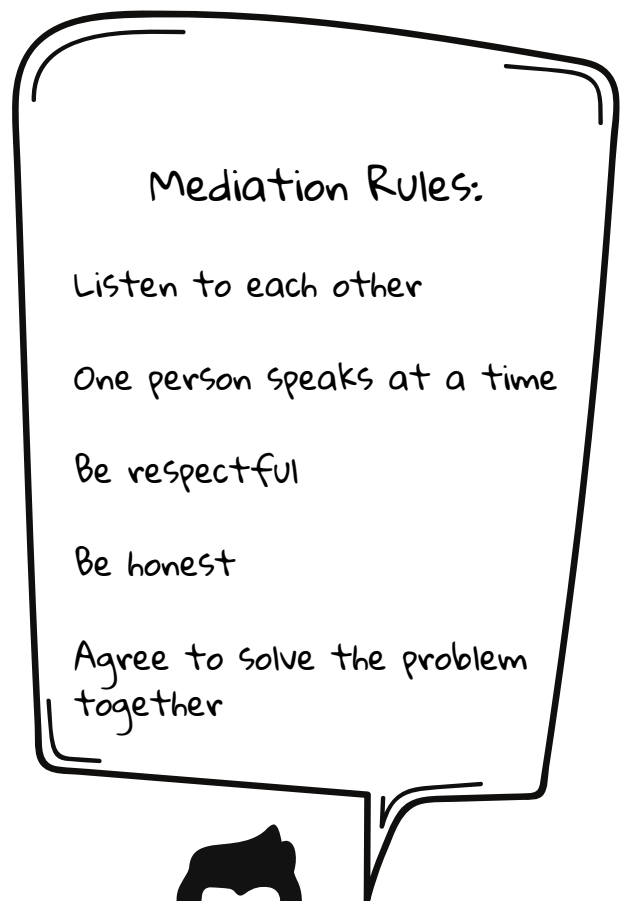 Mediation Rules:
Listen to each other
One person speaks at a time
Be respectful
Be honest
Agree to solve the problem
together